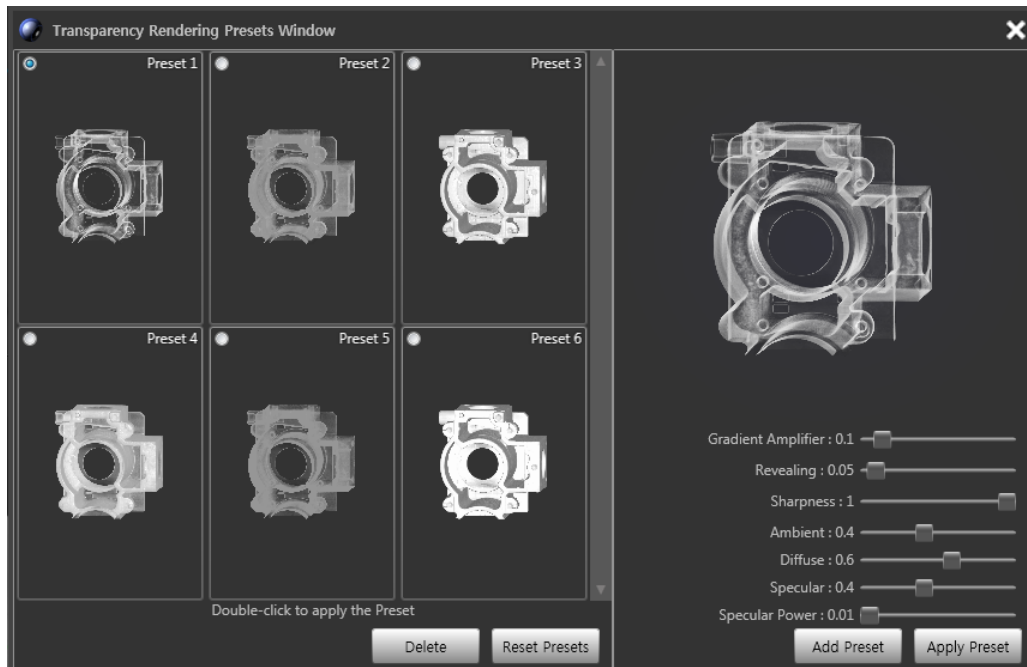 Transparency Rendering Presets Window
Preset 1
Preset 2
Preset 3
Preset 4
Preset 5
Preset 6
Double-click to apply the Preset
Delete
Reset Presets
Gradient Amplifier : 0.1
Revealing : 0.05
Sharpness : 1
Ambient : 0.4
Diffuse : 0.6
Specular : 0.4
Specular Power : 0.01
Add Preset
Apply Preset